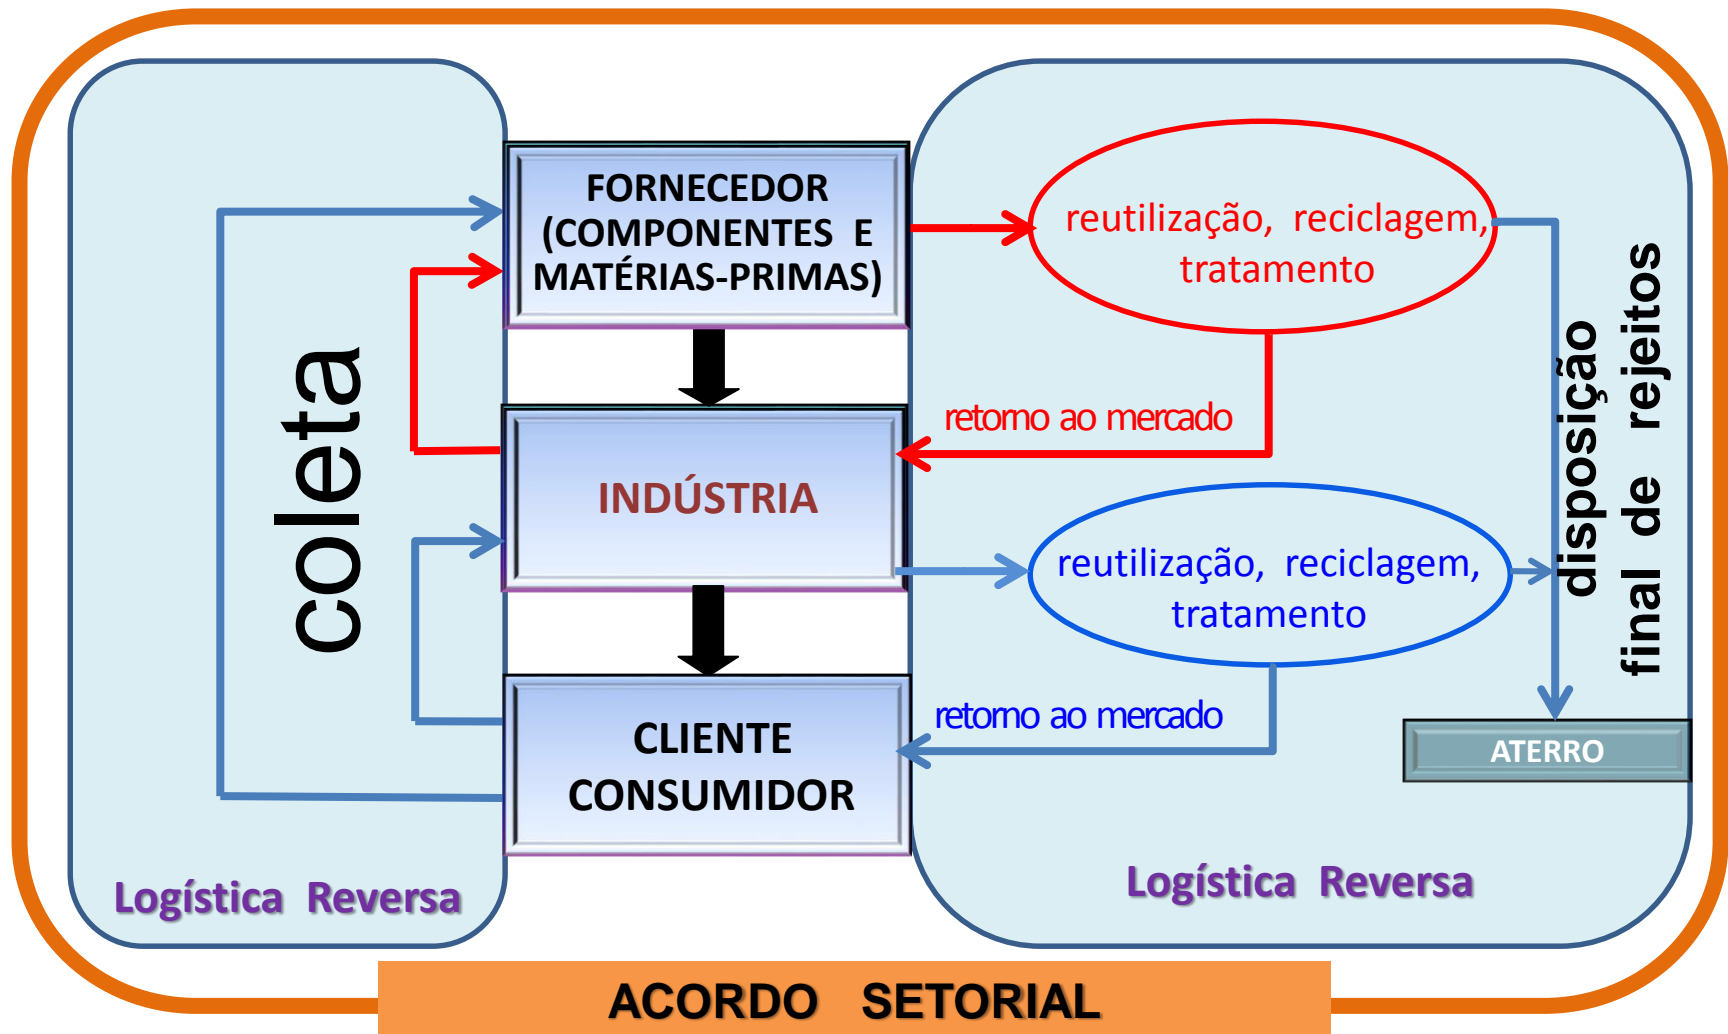 FORNECEDOR
(COMPONENTES E
MATÉRIAS-PRIMAS)
reutilização, reciclagem,
tratamento
coleta
retorno ao mercado
INDÚSTRIA
disposição
final de rejeitos
reutilização, reciclagem,
tratamento
retorno ao mercado
CLIENTE
CONSUMIDOR
ATERRO
Logística Reversa
Logística Reversa
ACORDO SETORIAL